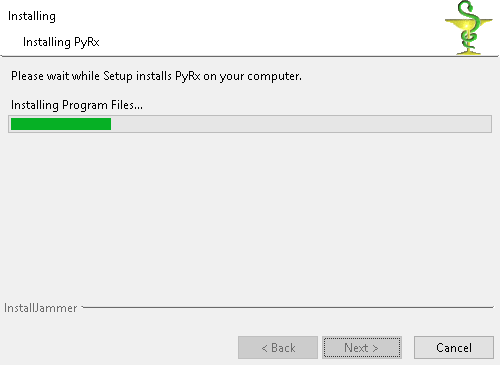 Installing
Installing PyRx
Please wait while Setup installs PyRx on your computer.
Installing Program Files...
InstallJammer
< Back Next > Cancel